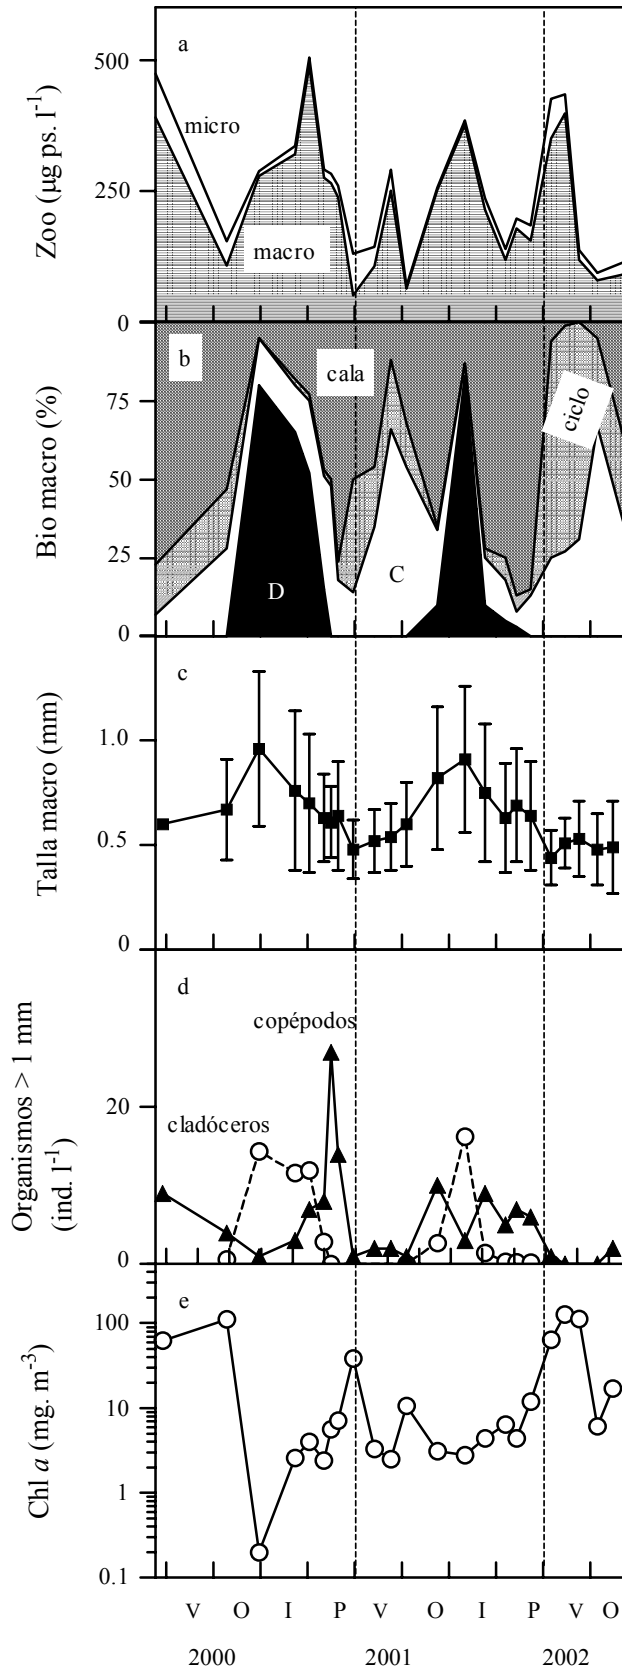 a
500
micro
Zoo (µg ps. l⁻¹)
250
macro
0
b
cala
75
ciclo
Bio macro (%)
50
25
D
C
0
c
1.0
Talla macro (mm)
0.5
0
d
copépodos
20
cladóceros
Organismos > 1 mm
(ind. l⁻¹)
0
e
100
Chl a (mg. m⁻³)
10
1
0.1
V O I P V O I P V O
2000 2001 2002